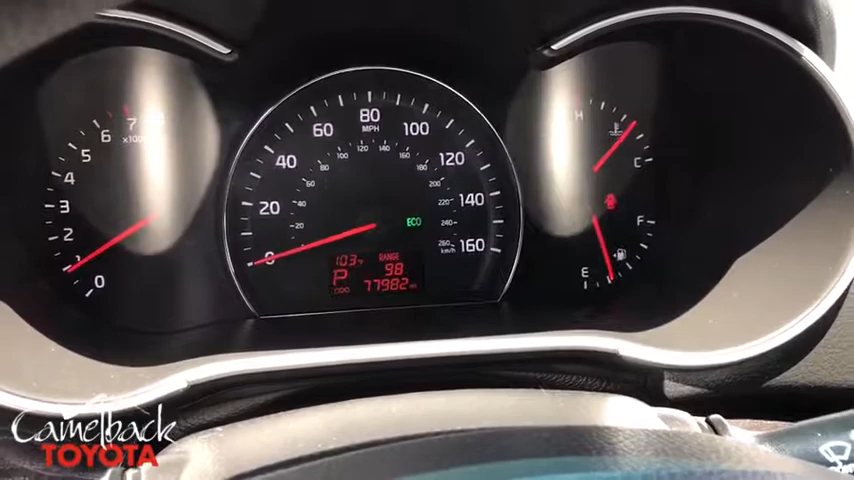 7
x1000
6
5
4
3
2
0
80
MPH
60
100
40
120
20
140
0
160
120
100
140
80
160
180
60
200
40
220
20
240
260
km/h
ECO
103°F
RANGE
P
98
ODO
77982
H
C
F
E
Camelback
TOYOTA